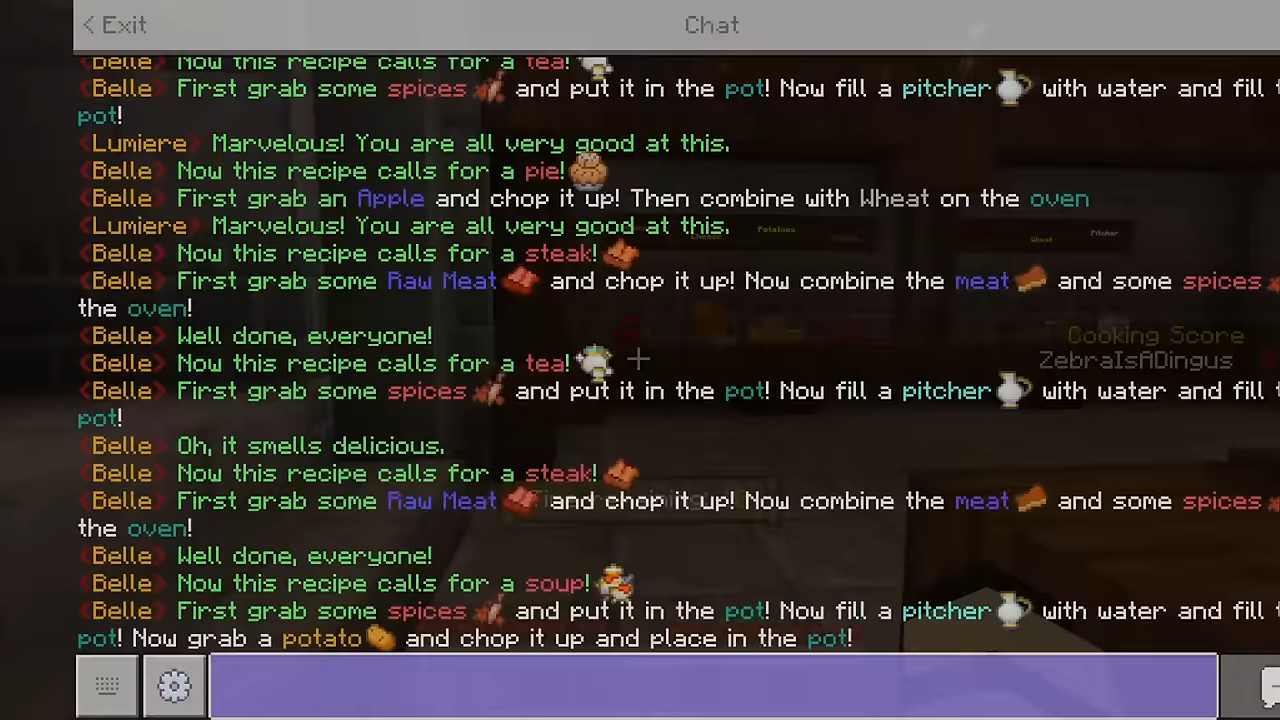 < Exit
Chat
<Belle> Now this recipe calls for a tea!
<Belle> First grab some spices and put it in the pot! Now fill a pitcher with water and fill
pot!
<Lumiere> Marvelous! You are all very good at this.
<Belle> Now this recipe calls for a pie!
<Belle> First grab an Apple and chop it up! Then combine with Wheat on the oven
<Lumiere> Marvelous! You are all very good at this.
Potatoes
Wheat
Pitcher
<Belle> Now this recipe calls for a steak!
<Belle> First grab some Raw Meat and chop it up! Now combine the meat and some spices
the oven!
<Belle> Well done, everyone!
Cooking Score
ZebraIsADingus
<Belle> Now this recipe calls for a tea!
<Belle> First grab some spices and put it in the pot! Now fill a pitcher with water and fill
pot!
<Belle> Oh, it smells delicious.
<Belle> Now this recipe calls for a steak!
<Belle> First grab some Raw Meat and chop it up! Now combine the meat and some spices
the oven!
<Belle> Well done, everyone!
<Belle> Now this recipe calls for a soup!
<Belle> First grab some spices and put it in the pot! Now fill a pitcher with water and fill
pot! Now grab a potato and chop it up and place in the pot!